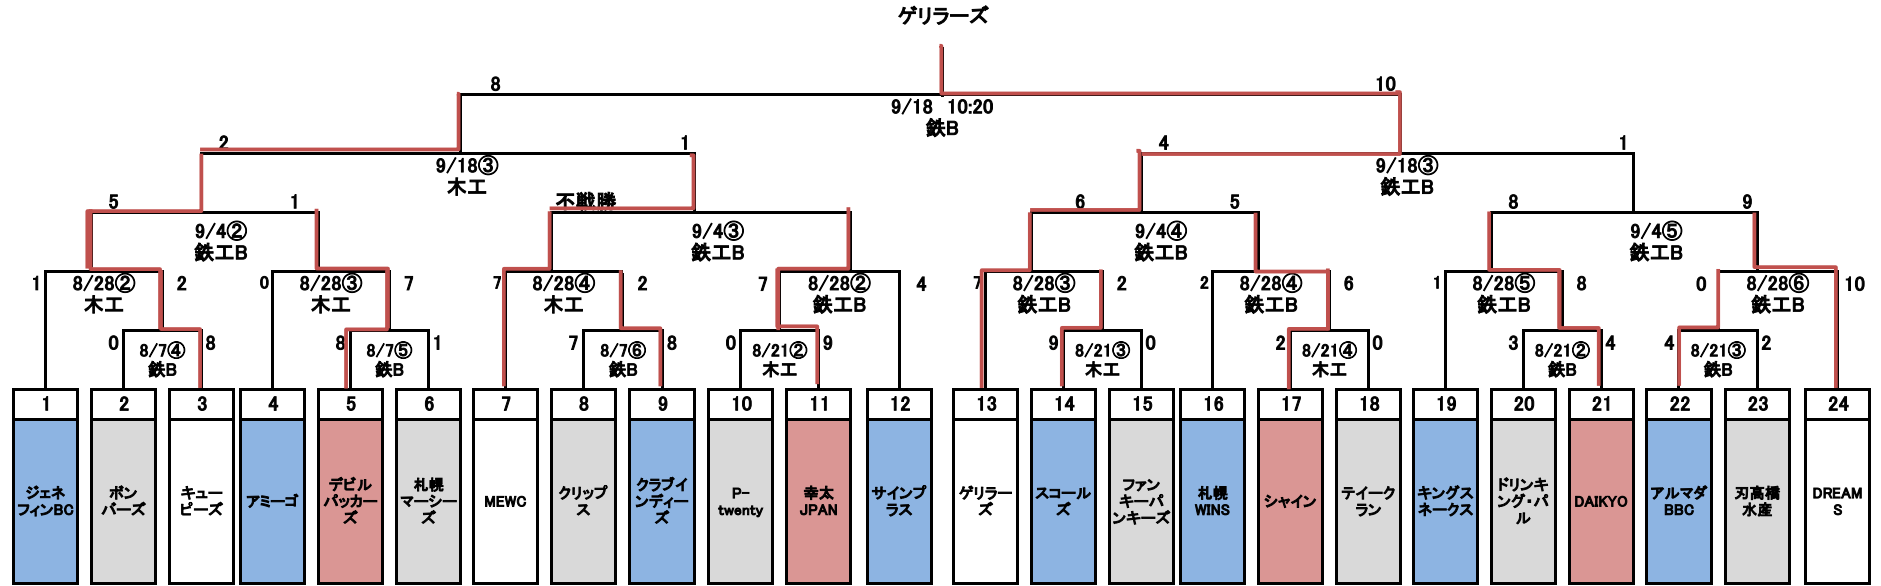 ゲリラーズ
8 10
9/18 10:20
鉄B
2 1 4 1
9/18③ 9/18③
木工 鉄工B
5 1 不戦勝 6 5 8 9
9/4② 9/4③ 9/4④ 9/4⑤
鉄工B 鉄工B 鉄工B 鉄工B
1 8/28② 2 0 8/28③ 7 7 8/28④ 2 7 8/28② 4 7 8/28③ 2 2 8/28④ 6 1 8/28⑤ 8 0 8/28⑥ 10
木工 木工 木工 鉄工B 鉄工B 鉄工B 鉄工B 鉄工B
0 8/7④ 8 8 8/7⑤ 1 7 8/7⑥ 8 0 8/21② 9 9 8/21③ 0 2 8/21④ 0 3 8/21② 4 4 8/21③ 2
鉄B 鉄B 鉄B 木工 木工 木工 鉄B 鉄B
1 2 3 4 5 6 7 8 9 10 11 12 13 14 15 16 17 18 19 20 21 22 23 24
ジェネ
フィンBC
ボン
バーズ
キュー
ピーズ
アミーゴ
デビル
パッカー
ズ
札幌
マーシー
ズ
MEWC
クリップ
ス
クラブイ
ンディー
ズ
P-
twenty
幸太
JPAN
サインプ
ラス
ゲリラー
ズ
スコール
ズ
ファン
キーパ
ンキーズ
札幌
WINS
シャイン
テイーク
ラン
キングス
ネークス
ドリンキ
ング・パ
ル
DAIKYO
アルマダ
BBC
刃高橋
水産
DREAM
S